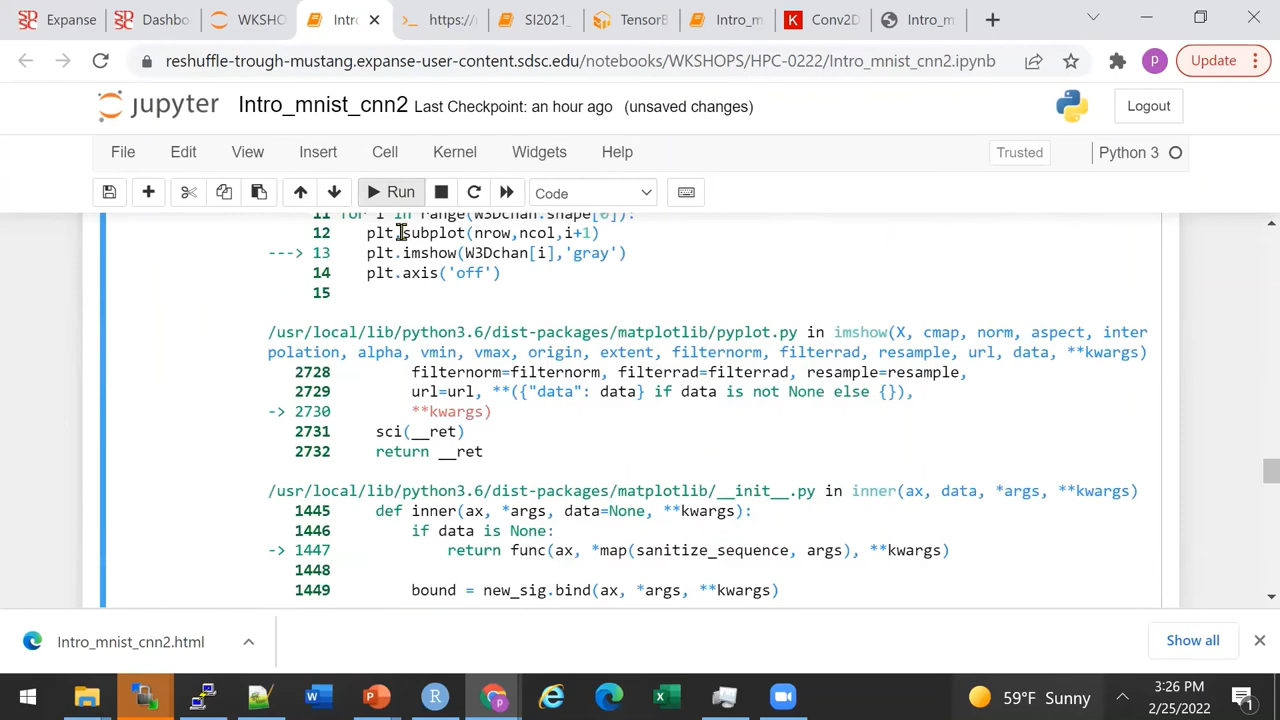 Expanse
Dashbo
WKSHO
Intro
https://
SI2021_
TensorB
Intro_m
K Conv2D
Intro_m
reshuffle-trough-mustang.expanse-user-content.sdsc.edu/notebooks/WKSHOPS/HPC-0222/Intro_mnist_cnn2.ipynb
P
Update
jupyter Intro_mnist_cnn2 Last Checkpoint: an hour ago (unsaved changes)
Logout
File Edit View Insert Cell Kernel Widgets Help
Trusted
Python 3
Run
Code
11 for i in range(W3Dchan.shape[0]):
12 plt.subplot(nrow,ncol,i+1)
---> 13 plt.imshow(W3Dchan[i],'gray')
14 plt.axis('off')
15
/usr/local/lib/python3.6/dist-packages/matplotlib/pyplot.py in imshow(X, cmap, norm, aspect, inter
polation, alpha, vmin, vmax, origin, extent, filternorm, filterrad, resample, url, data, **kwargs)
2728 filternorm=filternorm, filterrad=filterrad, resample=resample,
2729 url=url, **({"data": data} if data is not None else {}),
-> 2730 **kwargs)
2731 sci(__ret)
2732 return __ret
/usr/local/lib/python3.6/dist-packages/matplotlib/__init__.py in inner(ax, data, *args, **kwargs)
1445 def inner(ax, *args, data=None, **kwargs):
1446 if data is None:
-> 1447 return func(ax, *map(sanitize_sequence, args), **kwargs)
1448
1449 bound = new_sig.bind(ax, *args, **kwargs)
Intro_mnist_cnn2.html
Show all
59°F Sunny
3:26 PM
2/25/2022
1